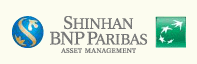 SHINHAN
BNP PARIBAS
ASSET MANAGEMENT